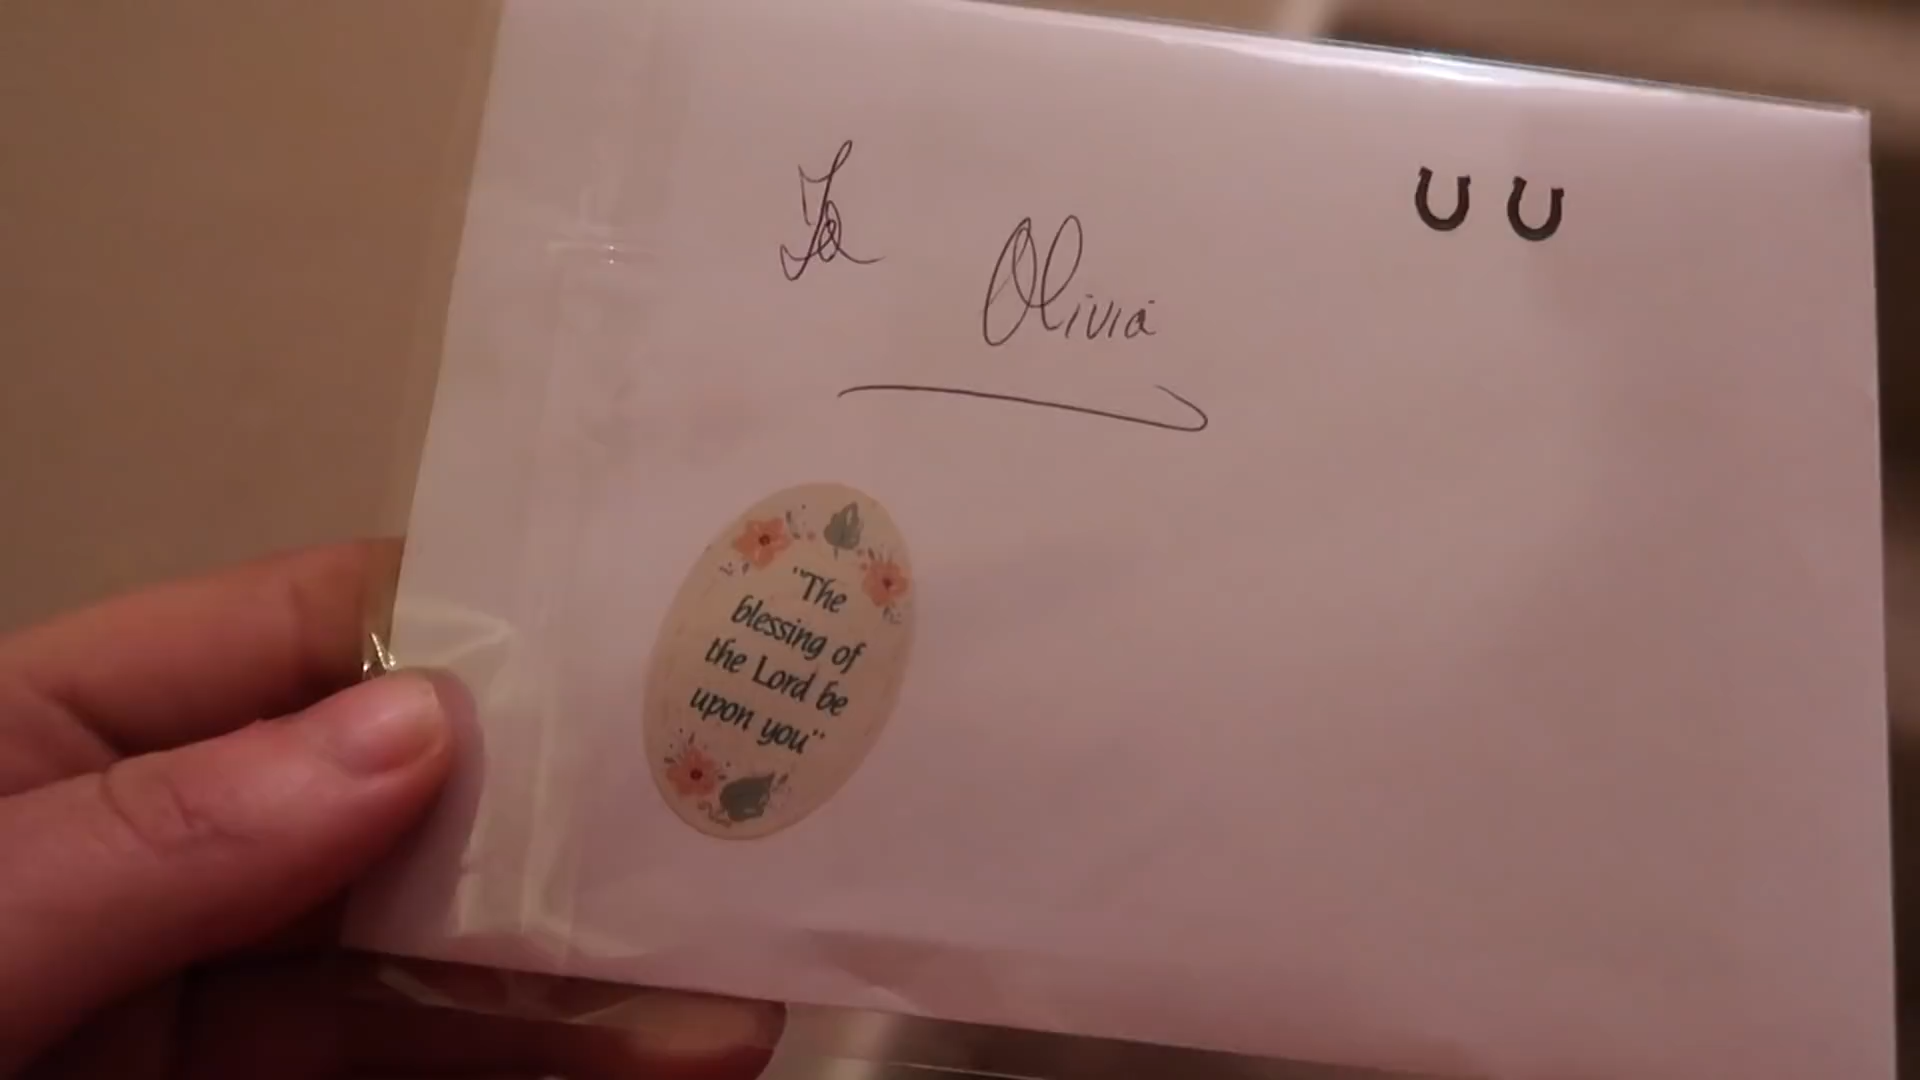 To
Olivia
"The
blessing of
the Lord be
upon you"